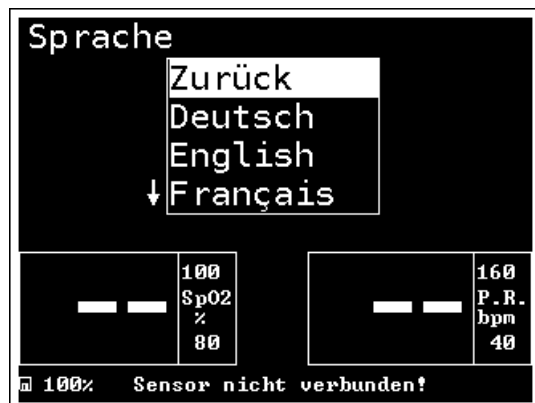 Sprache
Zurück
Deutsch
English
Français
100
SpO2
%
80
160
P.R.
bpm
40
100% Sensor nicht verbunden!